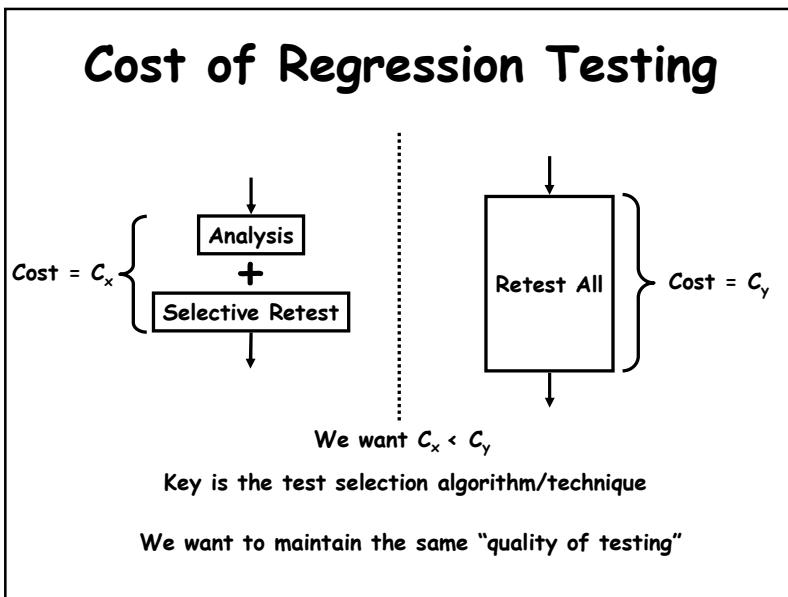 Cost of Regression Testing
Analysis
+
Selective Retest
Cost = Cx
Retest All
Cost = Cy
We want Cx < Cy
Key is the test selection algorithm/technique
We want to maintain the same “quality of testing”